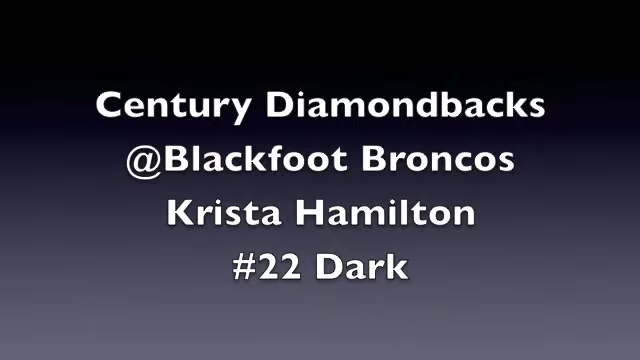 Century Diamondbacks
@Blackfoot Broncos
Krista Hamilton
#22 Dark